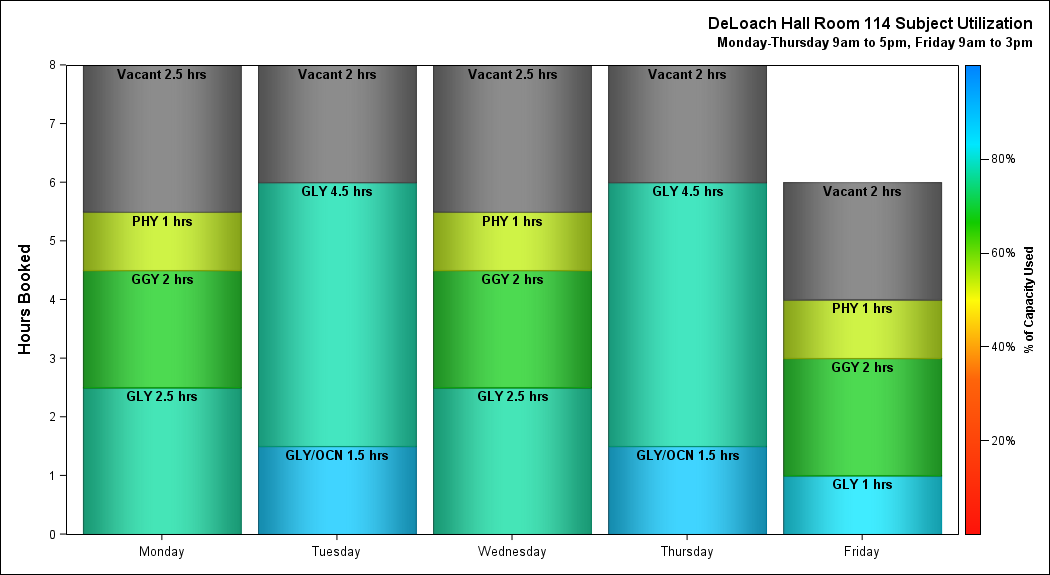 DeLoach Hall Room 114 Subject Utilization
Monday-Thursday 9am to 5pm, Friday 9am to 3pm
Hours Booked
8
7
6
5
4
3
2
1
0
Vacant 2.5 hrs
PHY 1 hrs
GGY 2 hrs
GLY 2.5 hrs
Vacant 2 hrs
GLY 4.5 hrs
GLY/OCN 1.5 hrs
Vacant 2.5 hrs
PHY 1 hrs
GGY 2 hrs
GLY 2.5 hrs
Vacant 2 hrs
GLY 4.5 hrs
GLY/OCN 1.5 hrs
Vacant 2 hrs
PHY 1 hrs
GGY 2 hrs
GLY 1 hrs
Monday
Tuesday
Wednesday
Thursday
Friday
80%
60%
40%
20%
% of Capacity Used